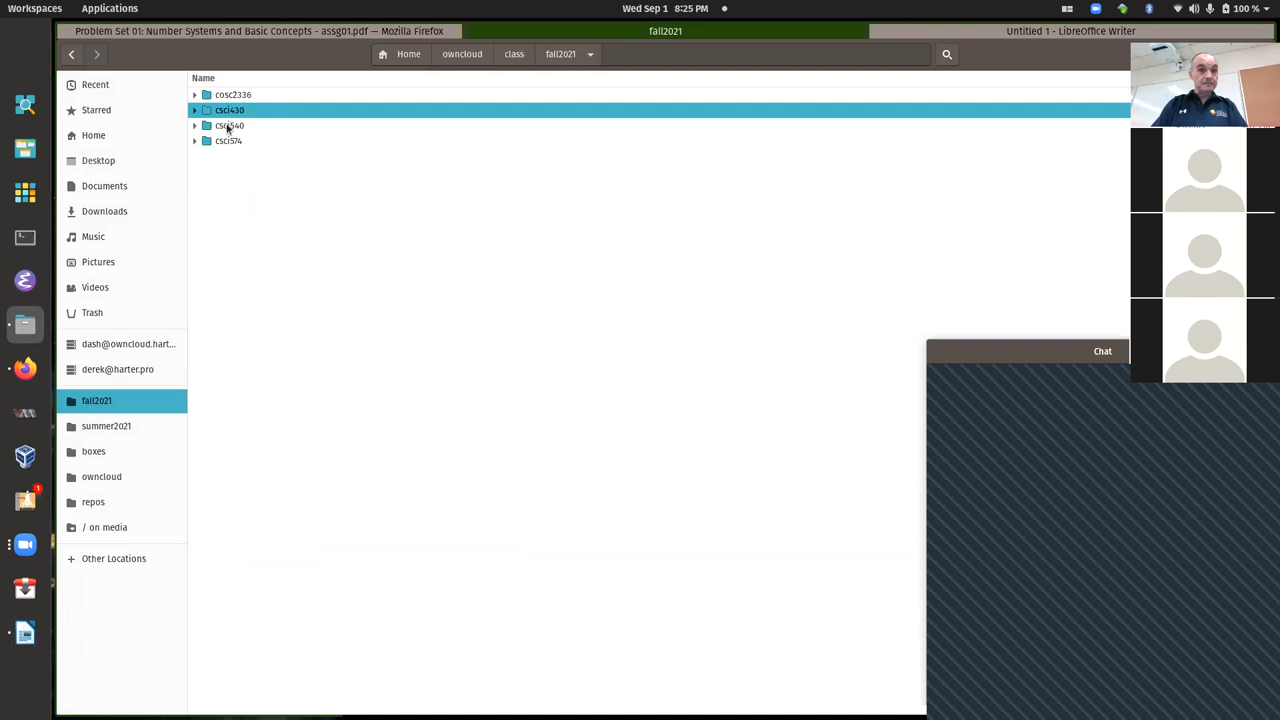 Workspaces Applications Wed Sep 1 8:25 PM 100 %
Problem Set 01: Number Systems and Basic Concepts - assg01.pdf — Mozilla Firefox fall2021 Untitled 1 - LibreOffice Writer
Home owncloud class fall2021
Recent
Starred
Home
Desktop
Documents
Downloads
Music
Pictures
Videos
Trash
dash@owncloud.hart...
derek@harter.pro
fall2021
summer2021
boxes
owncloud
repos
/ on media
Other Locations
Name
cosc2336
csci430
csci540
csci574
Chat
1